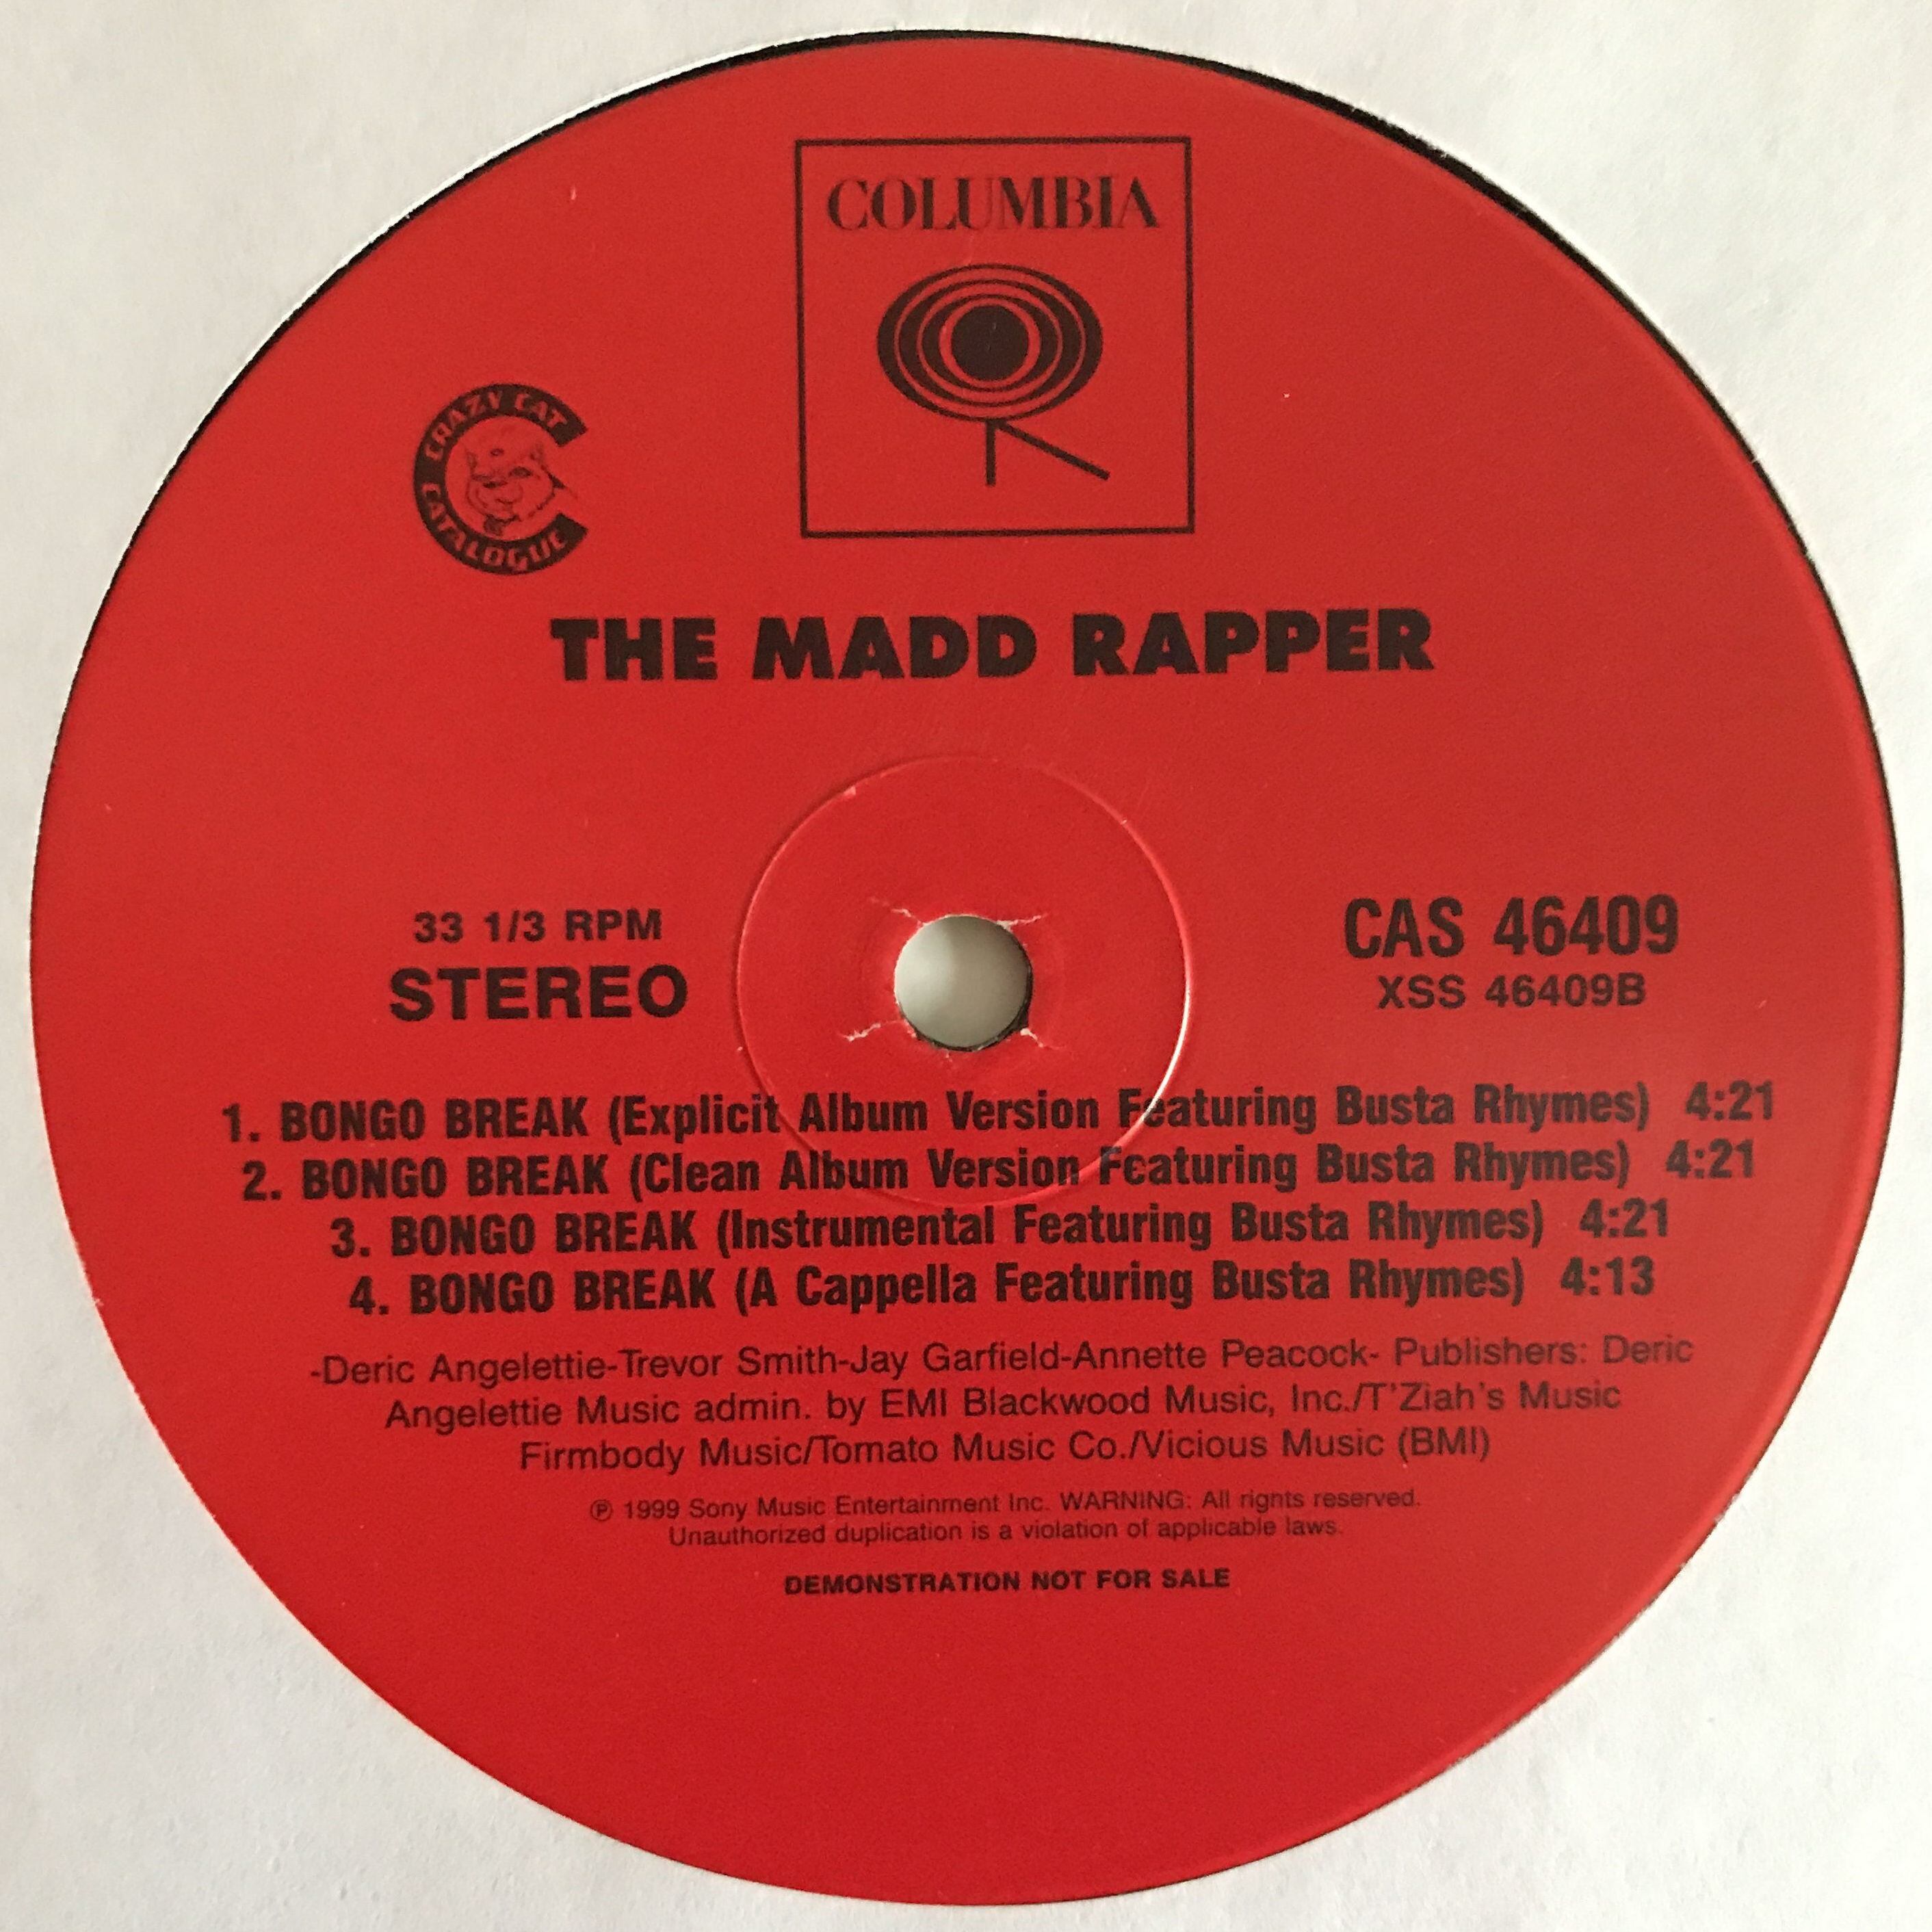 COLUMBIA
CRAZY CAT
CATALOGUE
THE MADD RAPPER
33 1/3 RPM
STEREO
CAS 46409
XSS 46409B
1. BONGO BREAK (Explicit Album Version Featuring Busta Rhymes) 4:21
2. BONGO BREAK (Clean Album Version Featuring Busta Rhymes) 4:21
3. BONGO BREAK (Instrumental Featuring Busta Rhymes) 4:21
4. BONGO BREAK (A Cappella Featuring Busta Rhymes) 4:13
-Deric Angelettie-Trevor Smith-Jay Garfield-Annette Peacock- Publishers: Deric
Angelettie Music admin. by EMI Blackwood Music, Inc./T'Ziah's Music
Firmbody Music/Tomato Music Co./Vicious Music (BMI)
℗ 1999 Sony Music Entertainment Inc. WARNING: All rights reserved.
Unauthorized duplication is a violation of applicable laws.
DEMONSTRATION NOT FOR SALE